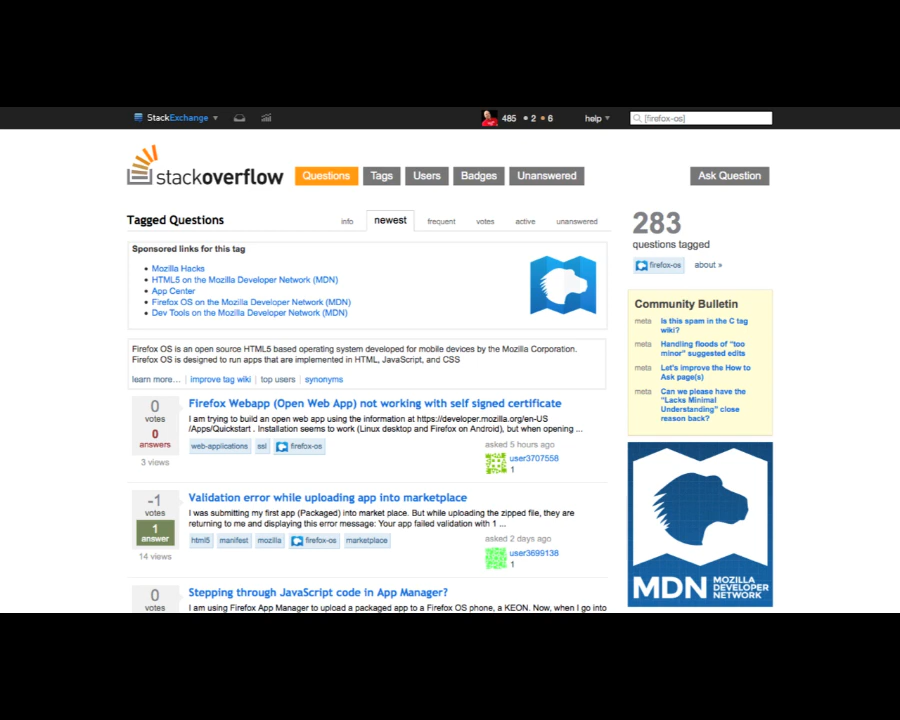 StackExchange
485 2 6
help
[firefox-os]
stackoverflow
Questions
Tags
Users
Badges
Unanswered
Ask Question
Tagged Questions
info
newest
frequent
votes
active
unanswered
283
questions tagged
firefox-os
about »
Sponsored links for this tag
Mozilla Hacks
HTML5 on the Mozilla Developer Network (MDN)
App Center
Firefox OS on the Mozilla Developer Network (MDN)
Dev Tools on the Mozilla Developer Network (MDN)
Firefox OS is an open source HTML5 based operating system developed for mobile devices by the Mozilla Corporation.
Firefox OS is designed to run apps that are implemented in HTML, JavaScript, and CSS
learn more… | improve tag wiki | top users | synonyms
Community Bulletin
meta Is this spam in the C tag
wiki?
meta Handling floods of "too
minor" suggested edits
meta Let's improve the How to
Ask page(s)
meta Can we please have the
"Lacks Minimal
Understanding" close
reason back?
0
votes
0
answers
3 views
Firefox Webapp (Open Web App) not working with self signed certificate
I am trying to build an open web app using the information at https://developer.mozilla.org/en-US
/Apps/Quickstart . Installation seems to work (Linux desktop and Firefox on Android), but when opening ...
web-applications ssl firefox-os
asked 5 hours ago
user3707558
1
-1
votes
1
answer
14 views
Validation error while uploading app into marketplace
I was submitting my first app (Packaged) into market place. But while uploading the zipped file, they are
returning to me and displaying this error message: Your app failed validation with 1 ...
html5 manifest mozilla firefox-os marketplace
asked 2 days ago
user3699138
1
0
votes
Stepping through JavaScript code in App Manager?
I am using Firefox App Manager to upload a packaged app to a Firefox OS phone, a KEON. Now, when I go into
MDN MOZILLA
DEVELOPER
NETWORK